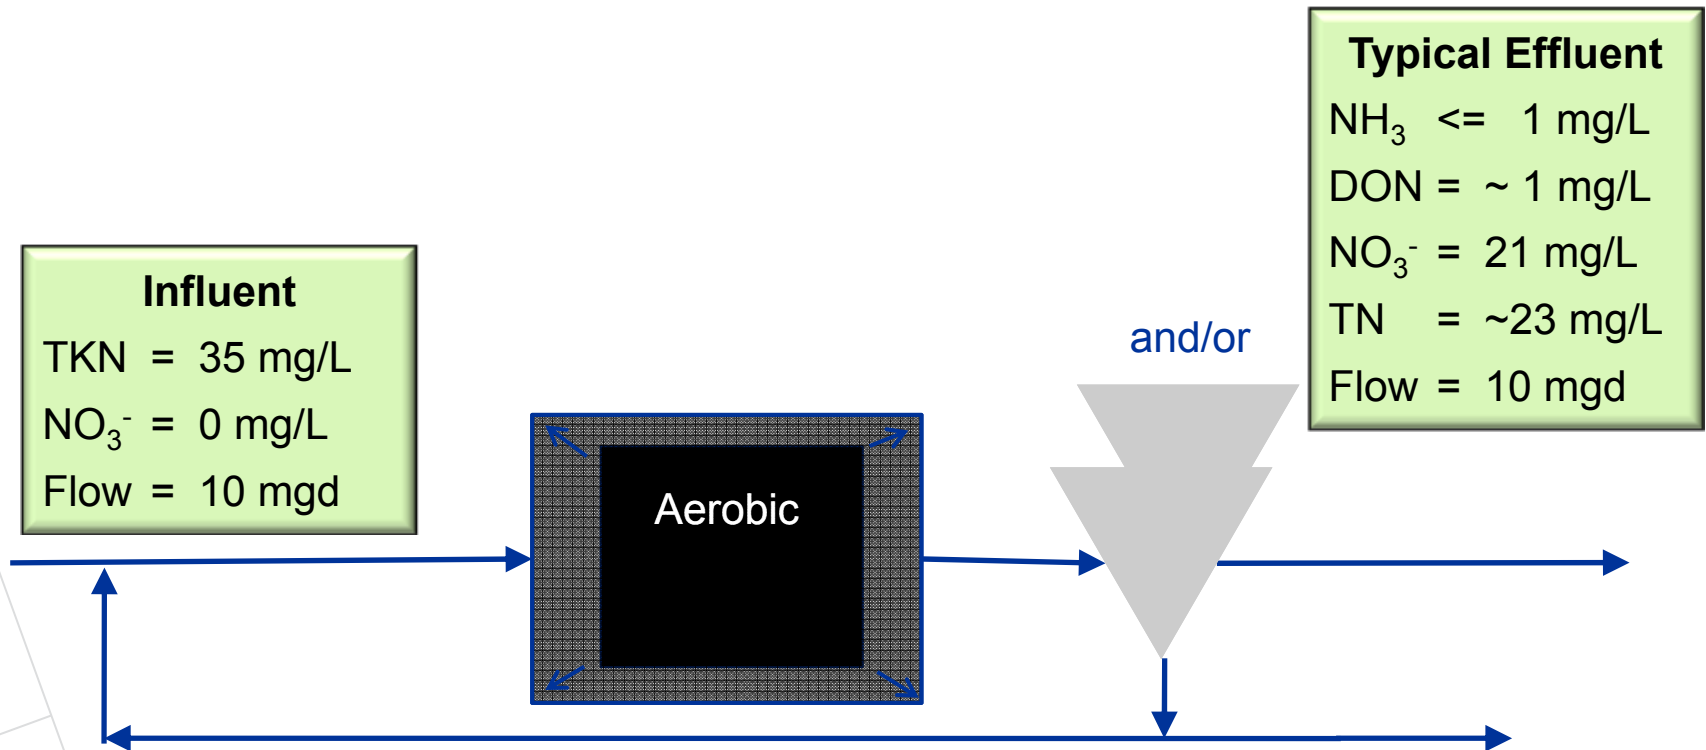 Influent
TKN = 35 mg/L
NO₃⁻ = 0 mg/L
Flow = 10 mgd
Aerobic
and/or
Typical Effluent
NH₃ <= 1 mg/L
DON = ~ 1 mg/L
NO₃⁻ = 21 mg/L
TN = ~23 mg/L
Flow = 10 mgd